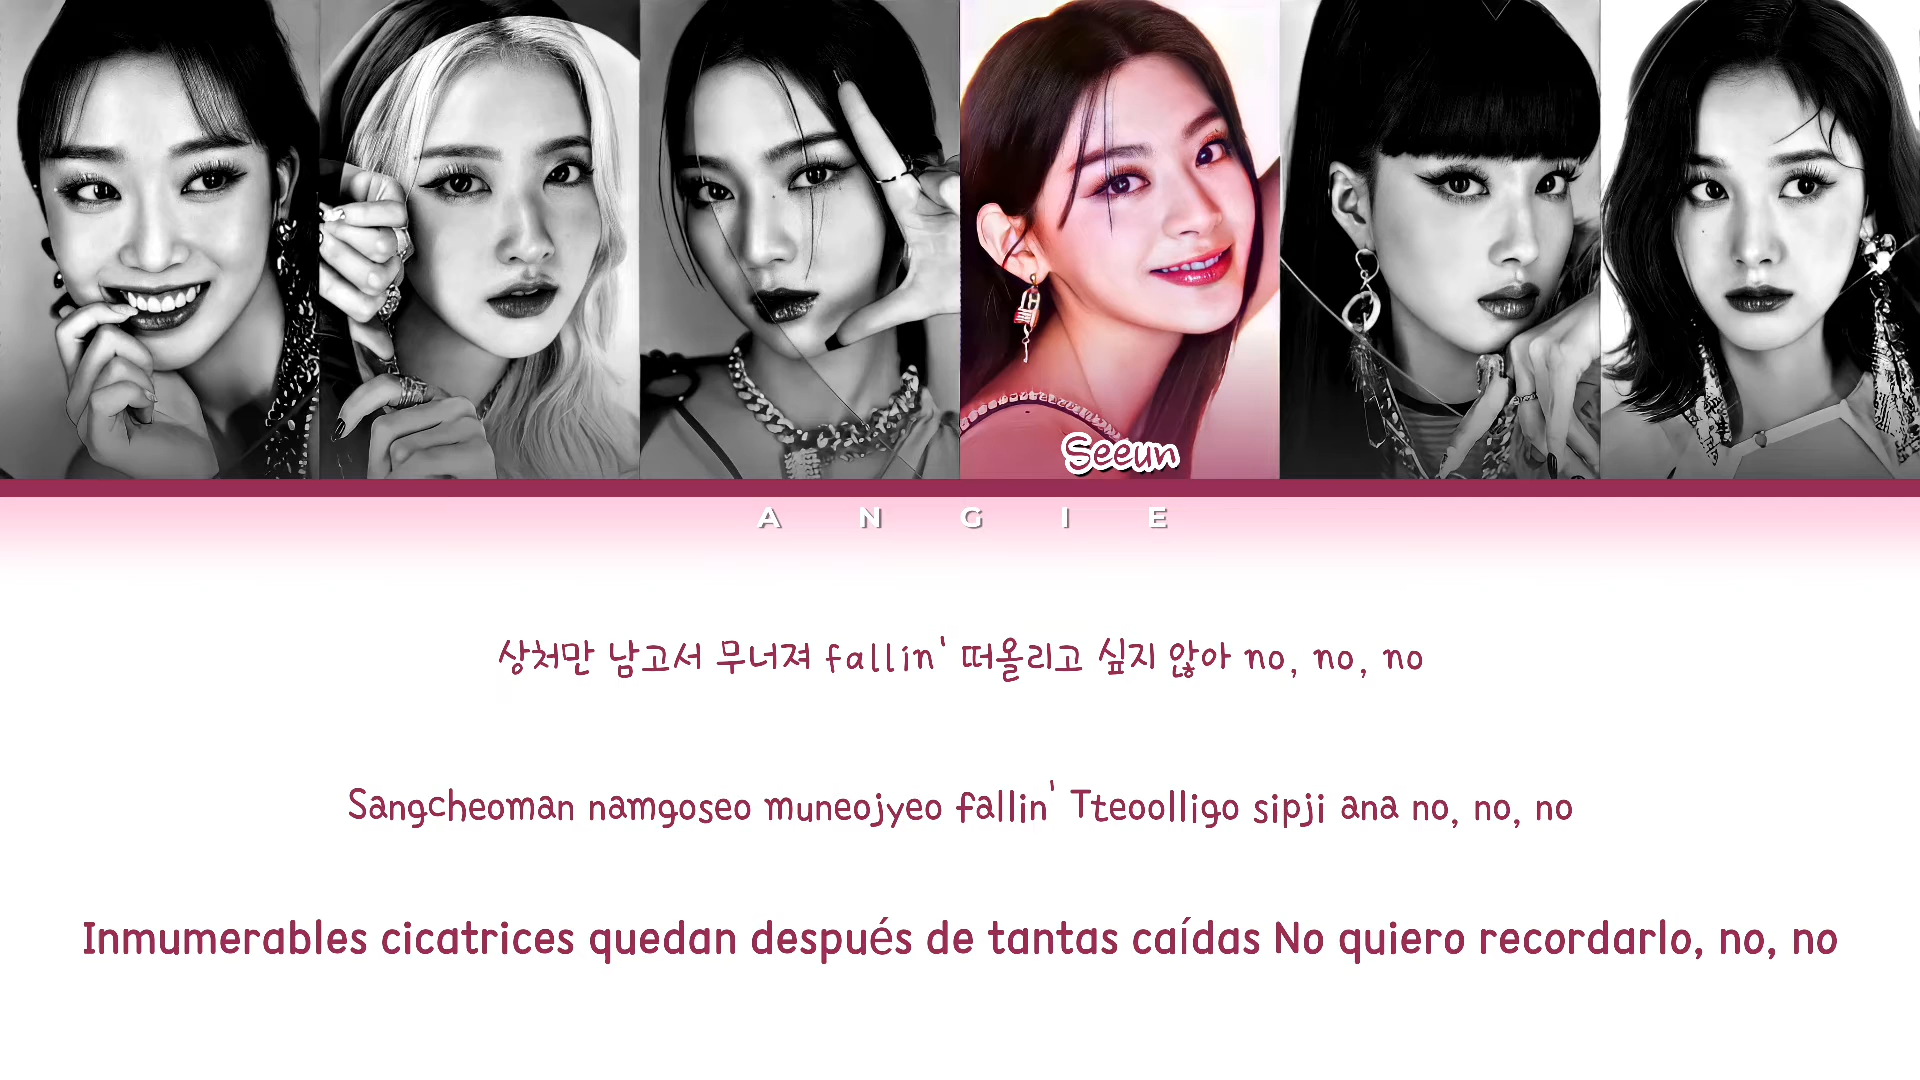 Seeun
ANGIE
상처만 남고서 무너져 fallin' 떠올리고 싶지 않아 no, no, no
Sangcheoman namgoseo muneojyeo fallin' Tteoolligo sipji ana no, no, no
Inmumerables cicatrices quedan después de tantas caídas No quiero recordarlo, no, no